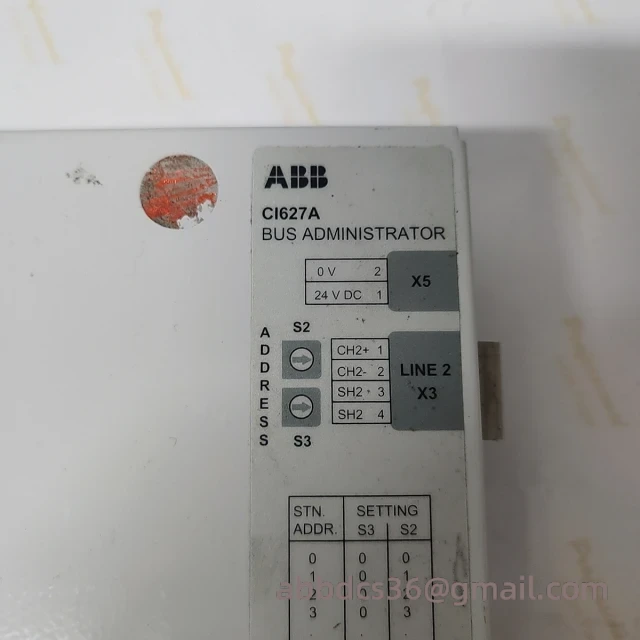 ABB
CI627A
BUS ADMINISTRATOR
0 V 2
24 V DC 1
X5
ADDRESS
S2
S3
CH2+ 1
CH2- 2
SH2 3
SH2 4
LINE 2
X3
STN. ADDR.
SETTING
S3 S2
0 0 0
1 0 1
2
3 0 3
abbdcs36@gmail.com